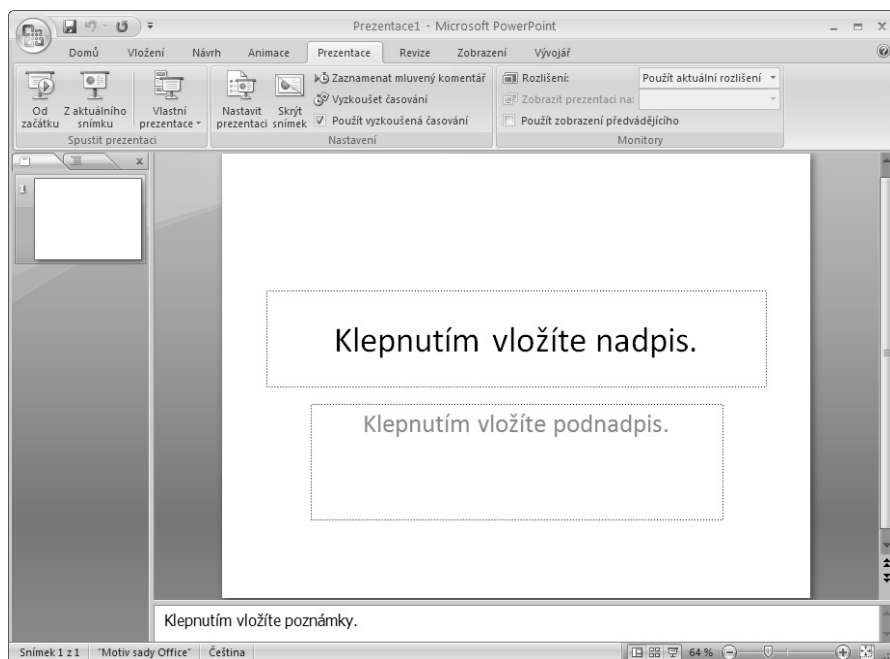 Prezentace1 - Microsoft PowerPoint
Domů Vložení Návrh Animace Prezentace Revize Zobrazení Vývojář
Od začátku
Z aktuálního snímku
Vlastní prezentace
Spustit prezentaci
Nastavit prezentaci
Skrýt snímek
Zaznamenat mluvený komentář
Vyzkoušet časování
Použít vyzkoušená časování
Nastavení
Rozlišení: Použít aktuální rozlišení
Zobrazit prezentaci na:
Použít zobrazení předvádějícího
Monitory
1
Klepnutím vložíte nadpis.
Klepnutím vložíte podnadpis.
Klepnutím vložíte poznámky.
Snímek 1 z 1 "Motiv sady Office" Čeština 64 %